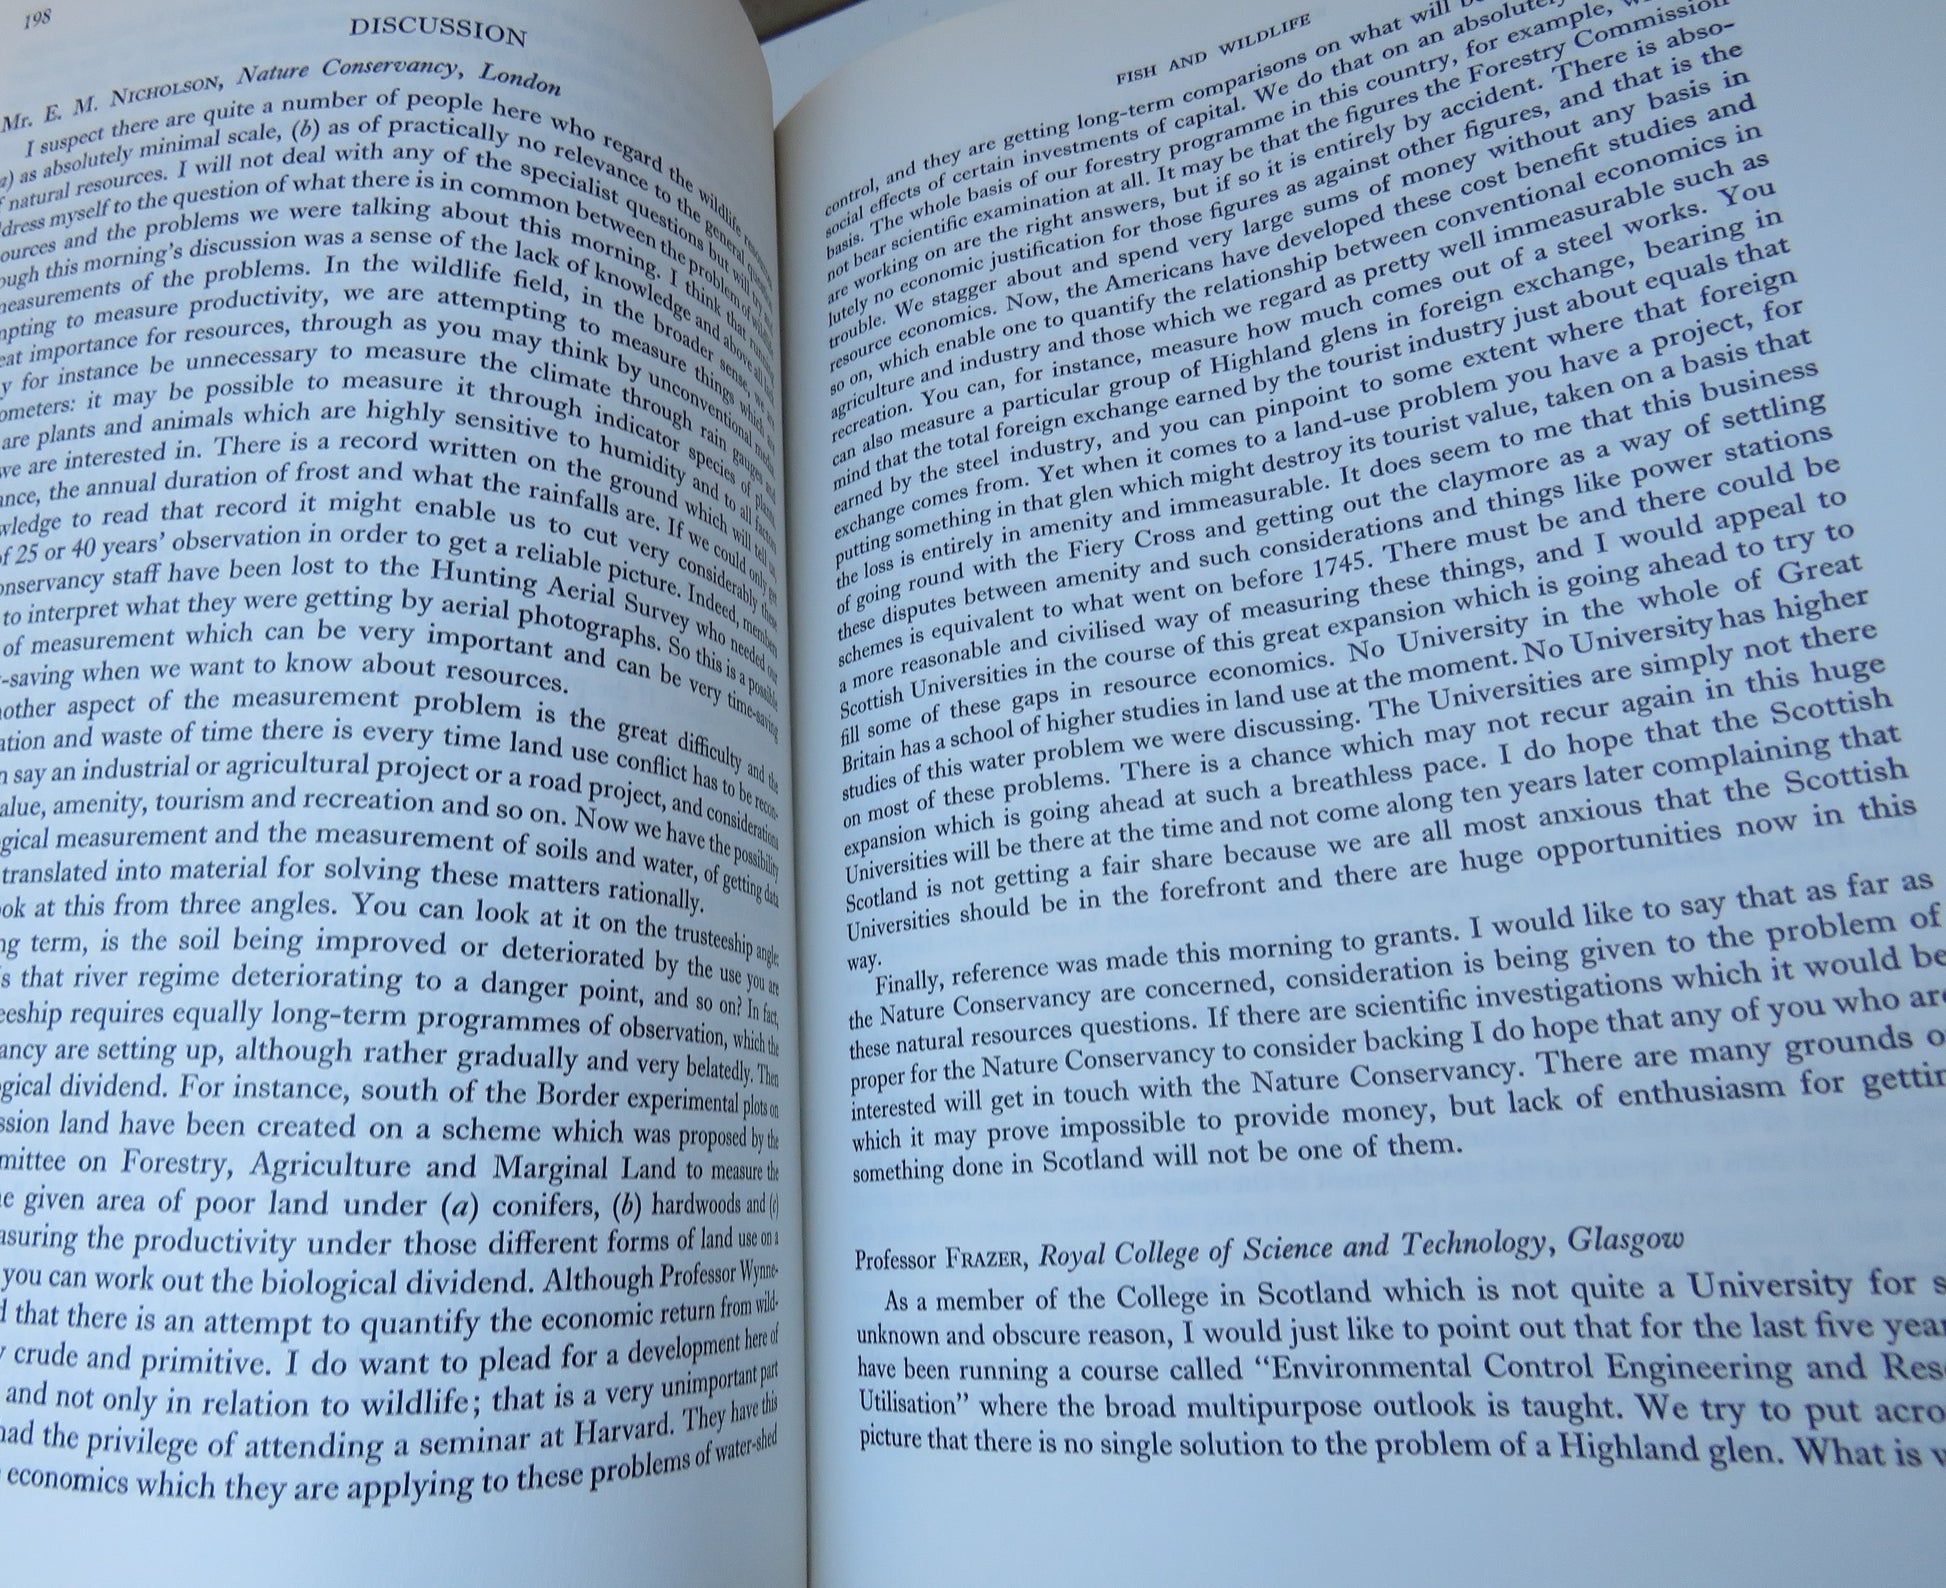 198
DISCUSSION
Mr. E. M. NICHOLSON, Nature Conservancy, London
I suspect there are quite a number of people here who regard the wildlife resources
as absolutely minimal scale, (b) as of practically no relevance to the general question
natural resources. I will not deal with any of the specialist questions but will try and
dress myself to the question of what there is in common between the problem of wildlife
ources and the problems we were talking about this morning. I think that running
ough this morning's discussion was a sense of the lack of knowledge and above all
measurements of the problems. In the wildlife field, in the broader sense, we are
mpting to measure productivity, we are attempting to measure things which are
eat importance for resources, through as you may think by unconventional media
y for instance be unnecessary to measure the climate through rain gauges and
ometers: it may be possible to measure it through indicator species of plants
are plants and animals which are highly sensitive to humidity and to all factors
we are interested in. There is a record written on the ground which will tell us
ance, the annual duration of frost and what the rainfalls are. If we could only get
wledge to read that record it might enable us to cut very considerably these
of 25 or 40 years' observation in order to get a reliable picture. Indeed, members
onservancy staff have been lost to the Hunting Aerial Survey who needed our
to interpret what they were getting by aerial photographs. So this is a possible
of measurement which can be very important and can be very time-saving
-saving when we want to know about resources.
other aspect of the measurement problem is the great difficulty and the
ation and waste of time there is every time land use conflict has to be recon-
n say an industrial or agricultural project or a road project, and considerations
alue, amenity, tourism and recreation and so on. Now we have the possibility
gical measurement and the measurement of soils and water, of getting data
translated into material for solving these matters rationally.
ok at this from three angles. You can look at it on the trusteeship angle:
ng term, is the soil being improved or deteriorated by the use you are
s that river regime deteriorating to a danger point, and so on? In fact,
eeship requires equally long-term programmes of observation, which the
ancy are setting up, although rather gradually and very belatedly. Then
gical dividend. For instance, south of the Border experimental plots on
ssion land have been created on a scheme which was proposed by the
mittee on Forestry, Agriculture and Marginal Land to measure the
e given area of poor land under (a) conifers, (b) hardwoods and (c)
asuring the productivity under those different forms of land use on a
you can work out the biological dividend. Although Professor Wynne-
d that there is an attempt to quantify the economic return from wild-
y crude and primitive. I do want to plead for a development here of
and not only in relation to wildlife; that is a very unimportant part
had the privilege of attending a seminar at Harvard. They have this
economics which they are applying to these problems of water-shed
FISH AND WILDLIFE
control, and they are getting long-term comparisons on what will be
social effects of certain investments of capital. We do that on an absolutely
basis. The whole basis of our forestry programme in this country, for example,
not bear scientific examination at all. It may be that the figures the Forestry Commission
are working on are the right answers, but if so it is entirely by accident. There is abso-
lutely no economic justification for those figures as against other figures, and that is the
trouble. We stagger about and spend very large sums of money without any basis in
resource economics. Now, the Americans have developed these cost benefit studies and
so on, which enable one to quantify the relationship between conventional economics in
agriculture and industry and those which we regard as pretty well immeasurable such as
recreation. You can, for instance, measure how much comes out of a steel works. You
can also measure a particular group of Highland glens in foreign exchange, bearing in
mind that the total foreign exchange earned by the tourist industry just about equals that
earned by the steel industry, and you can pinpoint to some extent where that foreign
exchange comes from. Yet when it comes to a land-use problem you have a project, for
putting something in that glen which might destroy its tourist value, taken on a basis that
the loss is entirely in amenity and immeasurable. It does seem to me that this business
of going round with the Fiery Cross and getting out the claymore as a way of settling
these disputes between amenity and such considerations and things like power stations
schemes is equivalent to what went on before 1745. There must be and there could be
a more reasonable and civilised way of measuring these things, and I would appeal to
Scottish Universities in the course of this great expansion which is going ahead to try to
fill some of these gaps in resource economics. No University in the whole of Great
Britain has a school of higher studies in land use at the moment. No University has higher
studies of this water problem we were discussing. The Universities are simply not there
on most of these problems. There is a chance which may not recur again in this huge
expansion which is going ahead at such a breathless pace. I do hope that the Scottish
Universities will be there at the time and not come along ten years later complaining that
Scotland is not getting a fair share because we are all most anxious that the Scottish
Universities should be in the forefront and there are huge opportunities now in this
way.
Finally, reference was made this morning to grants. I would like to say that as far as
the Nature Conservancy are concerned, consideration is being given to the problem of
these natural resources questions. If there are scientific investigations which it would be
proper for the Nature Conservancy to consider backing I do hope that any of you who are
interested will get in touch with the Nature Conservancy. There are many grounds o
which it may prove impossible to provide money, but lack of enthusiasm for gettin
something done in Scotland will not be one of them.
Professor FRAZER, Royal College of Science and Technology, Glasgow
As a member of the College in Scotland which is not quite a University for s
unknown and obscure reason, I would just like to point out that for the last five year
have been running a course called "Environmental Control Engineering and Res
Utilisation" where the broad multipurpose outlook is taught. We try to put acro
picture that there is no single solution to the problem of a Highland glen. What is